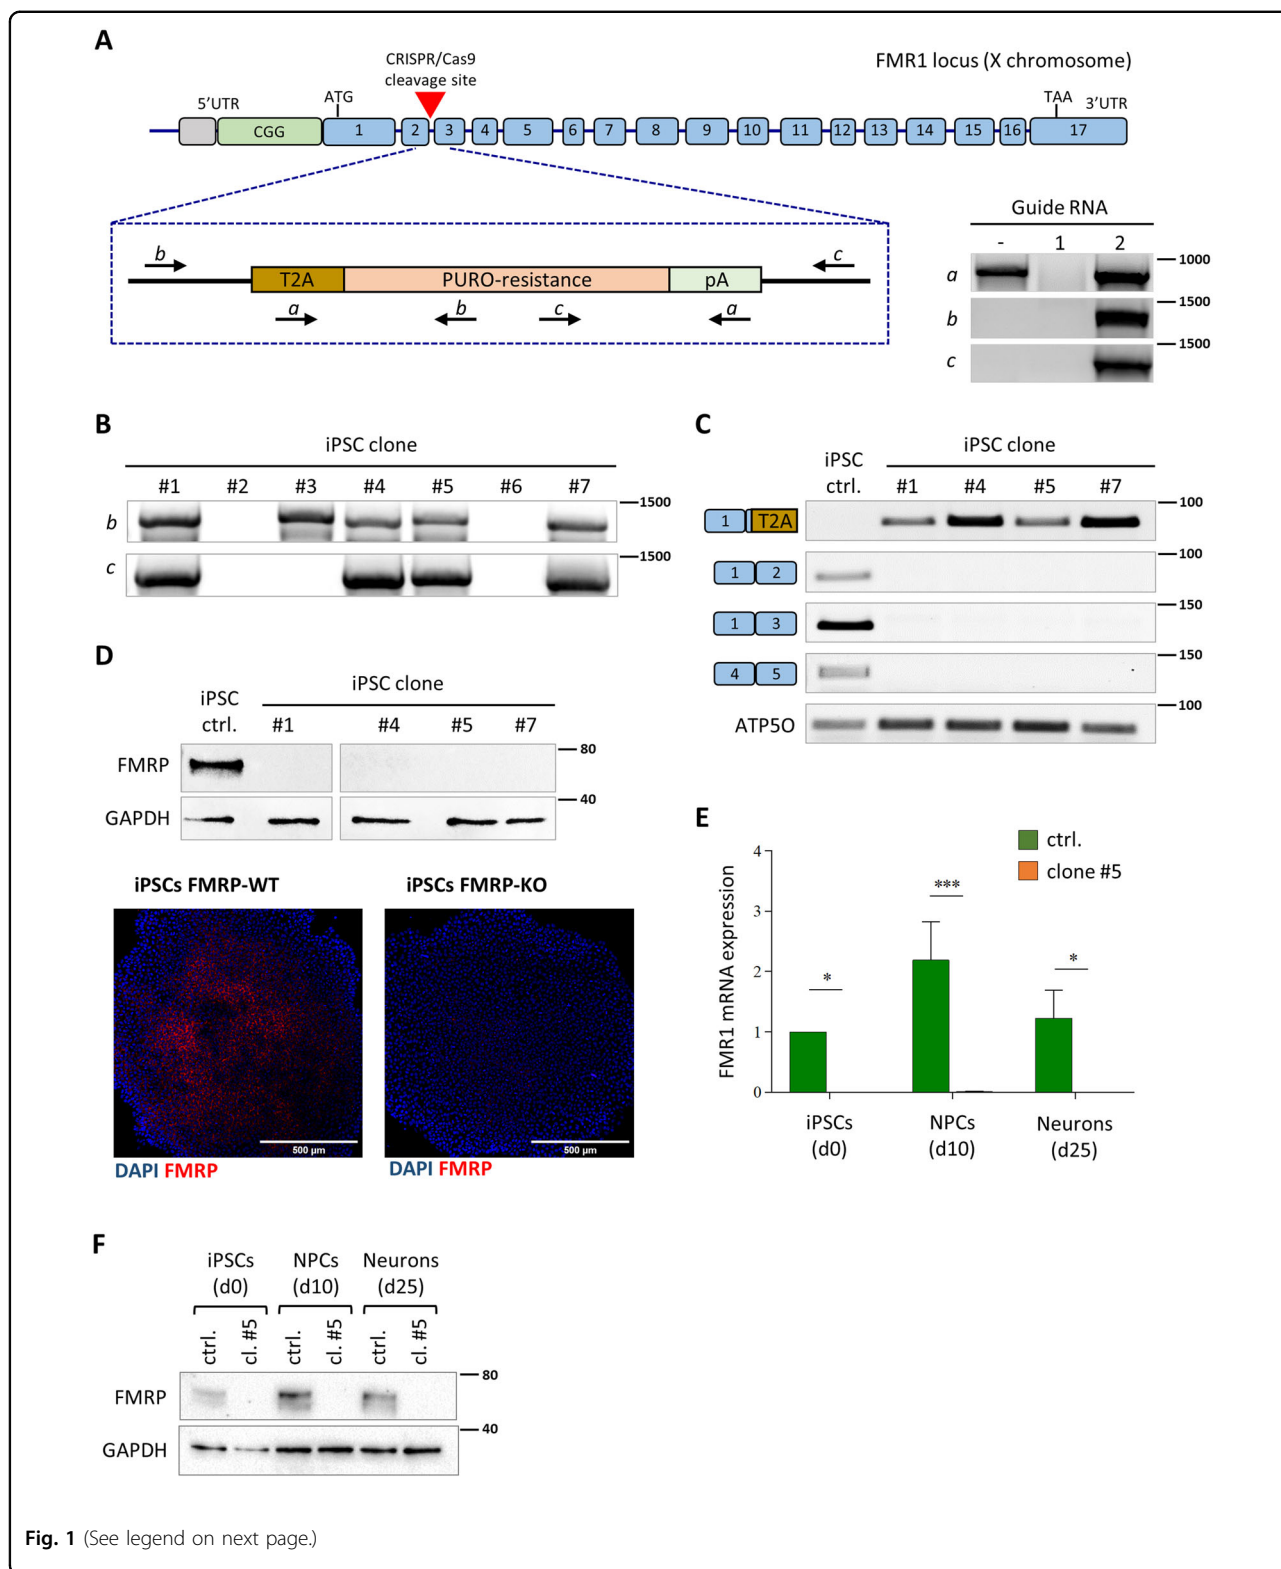 A
CRISPR/Cas9
cleavage site
FMR1 locus (X chromosome)
5'UTR
ATG
TAA
3'UTR
CGG 1 2 3 4 5 6 7 8 9 10 11 12 13 14 15 16 17
b
c
T2A PURO-resistance pA
a b c a
Guide RNA
- 1 2
1000
a
1500
b
1500
c
B
iPSC clone
#1 #2 #3 #4 #5 #6 #7
1500
b
1500
c
C
iPSC clone
iPSC
ctrl. #1 #4 #5 #7
100
1 T2A
100
1 2
150
1 3
150
4 5
100
ATP5O
D
iPSC clone
iPSC
ctrl. #1 #4 #5 #7
80
FMRP
40
GAPDH
iPSCs FMRP-WT iPSCs FMRP-KO
500 µm 500 µm
DAPI FMRP DAPI FMRP
E
ctrl.
clone #5
FMR1 mRNA expression
4
3
2
1
0
*
***
*
iPSCs NPCs Neurons
(d0) (d10) (d25)
F
iPSCs NPCs Neurons
(d0) (d10) (d25)
ctrl. cl. #5 ctrl. cl. #5 ctrl. cl. #5
80
FMRP
40
GAPDH
Fig. 1 (See legend on next page.)